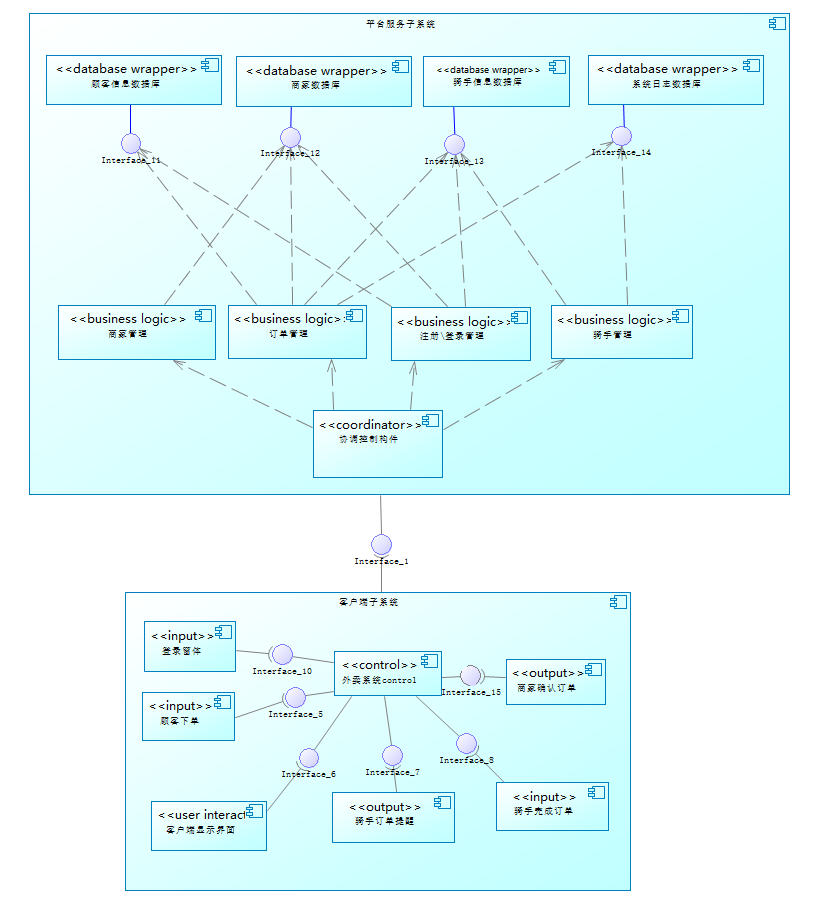 平台服务子系统
<<database wrapper>>
顾客信息数据库
<<database wrapper>>
商家数据库
<<database wrapper>>
骑手信息数据库
<<database wrapper>>
系统日志数据库
Interface_11
Interface_12
Interface_13
Interface_14
<<business logic>>
商家管理
<<business logic>>
订单管理
<<business logic>>
注册\登录管理
<<business logic>>
骑手管理
<<coordinator>>
协调控制构件
Interface_1
客户端子系统
<<input>>
登录窗体
Interface_10
<<control>>
外卖系统control
Interface_15
<<output>>
商家确认订单
<<input>>
顾客下单
Interface_5
Interface_6
Interface_7
Interface_8
<<user interact
客户端显示界面
<<output>>
骑手订单提醒
<<input>>
骑手完成订单